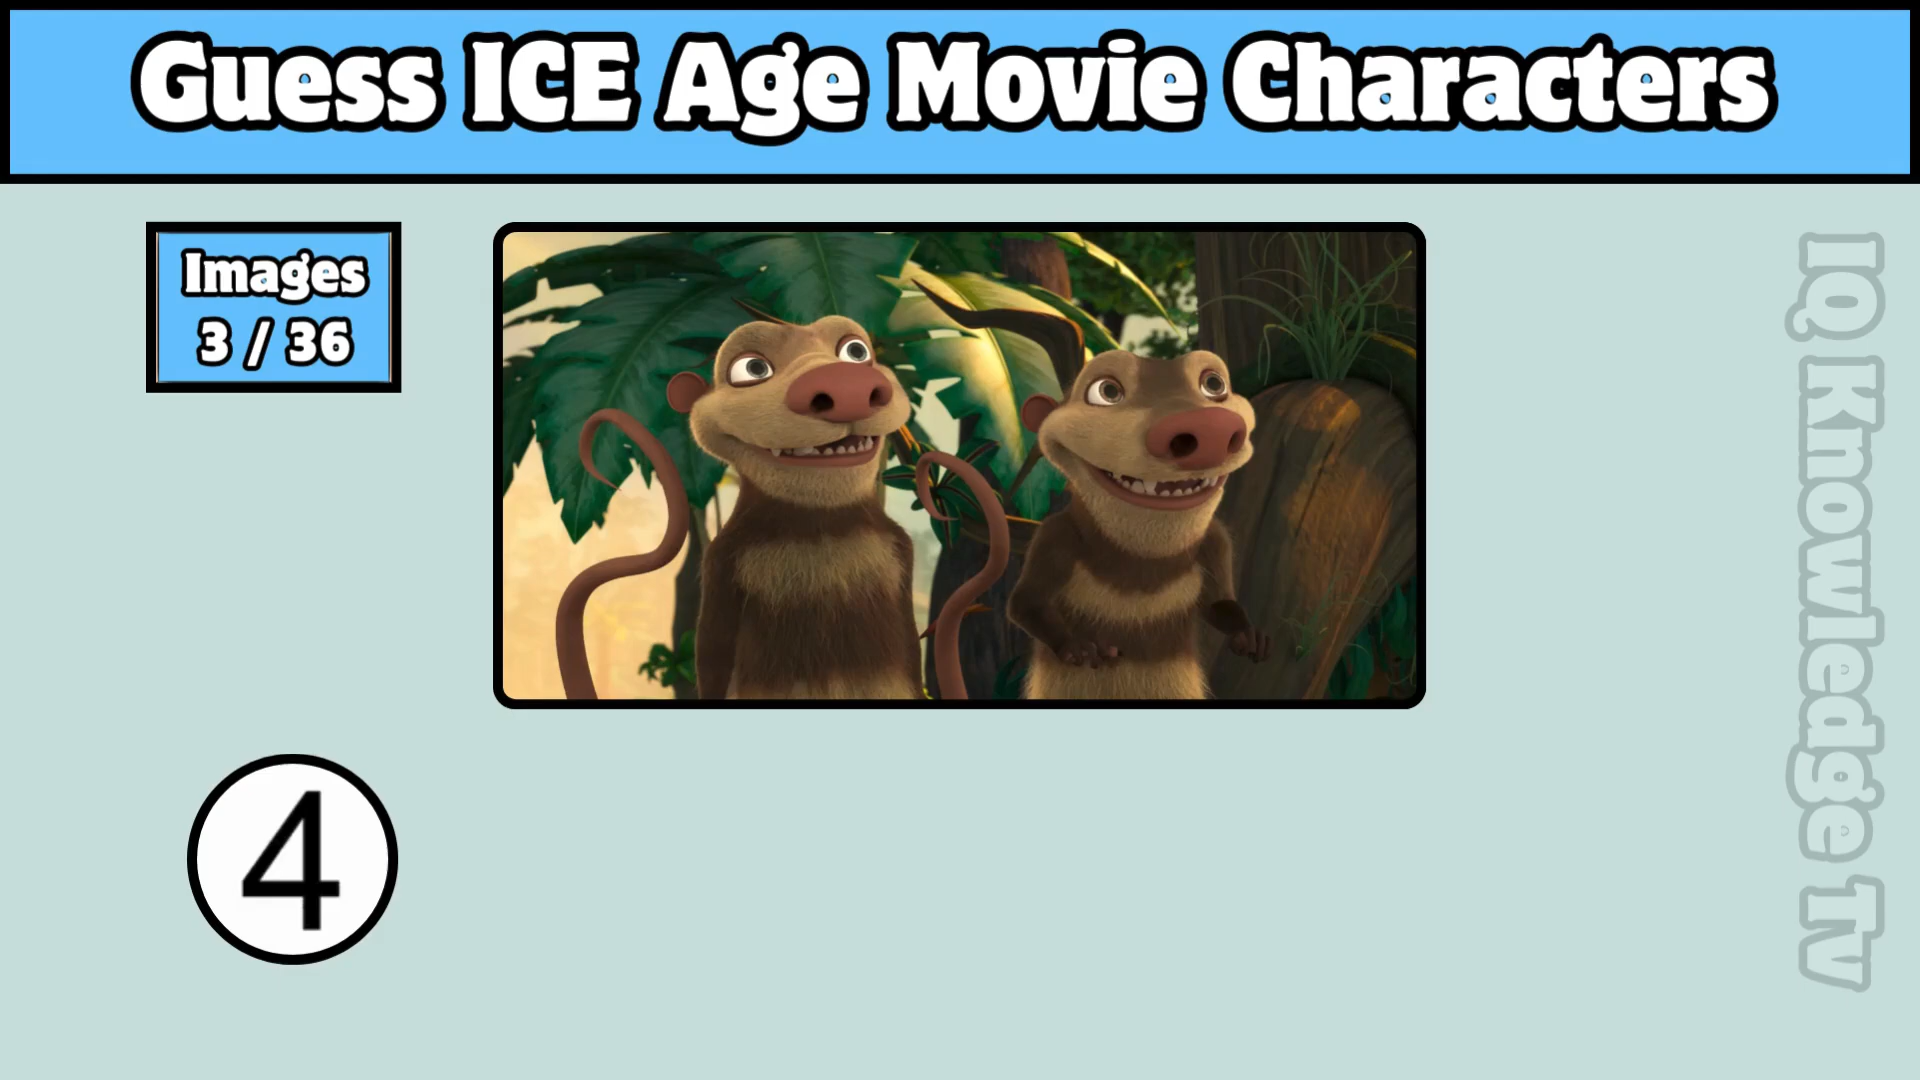 Guess ICE Age Movie Characters
Images
3 / 36
4
IQ Knowledge Tv